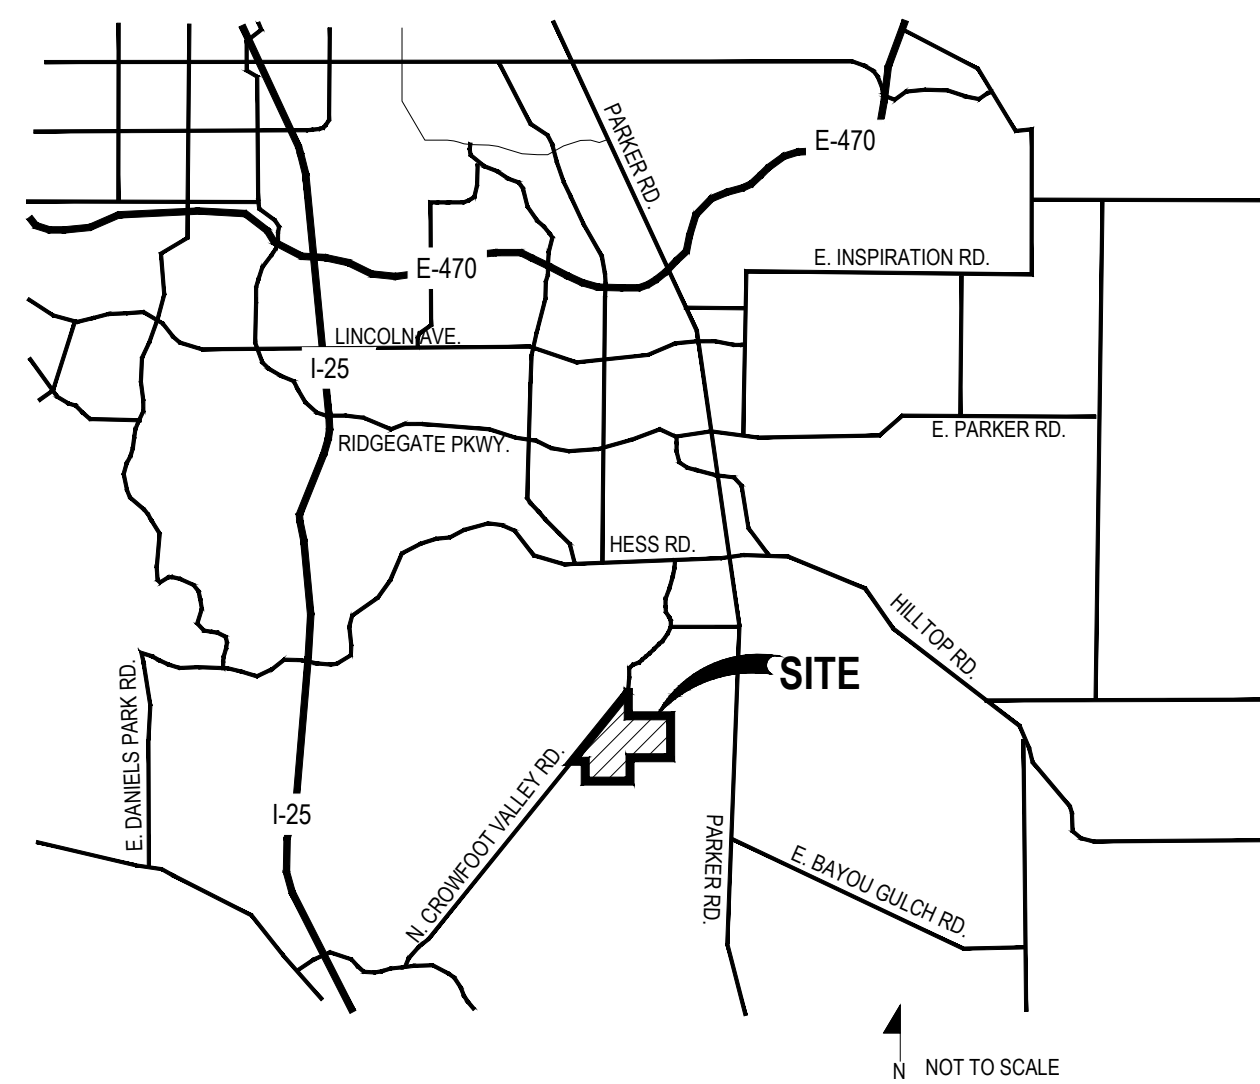 PARKER RD.
E-470
E. INSPIRATION RD.
E-470
LINCOLN AVE.
I-25
RIDGEGATE PKWY.
E. PARKER RD.
HESS RD.
HILLTOP RD.
SITE
E. DANIELS PARK RD.
N. CROWFOOT VALLEY RD.
I-25
PARKER RD.
E. BAYOU GULCH RD.
N
NOT TO SCALE